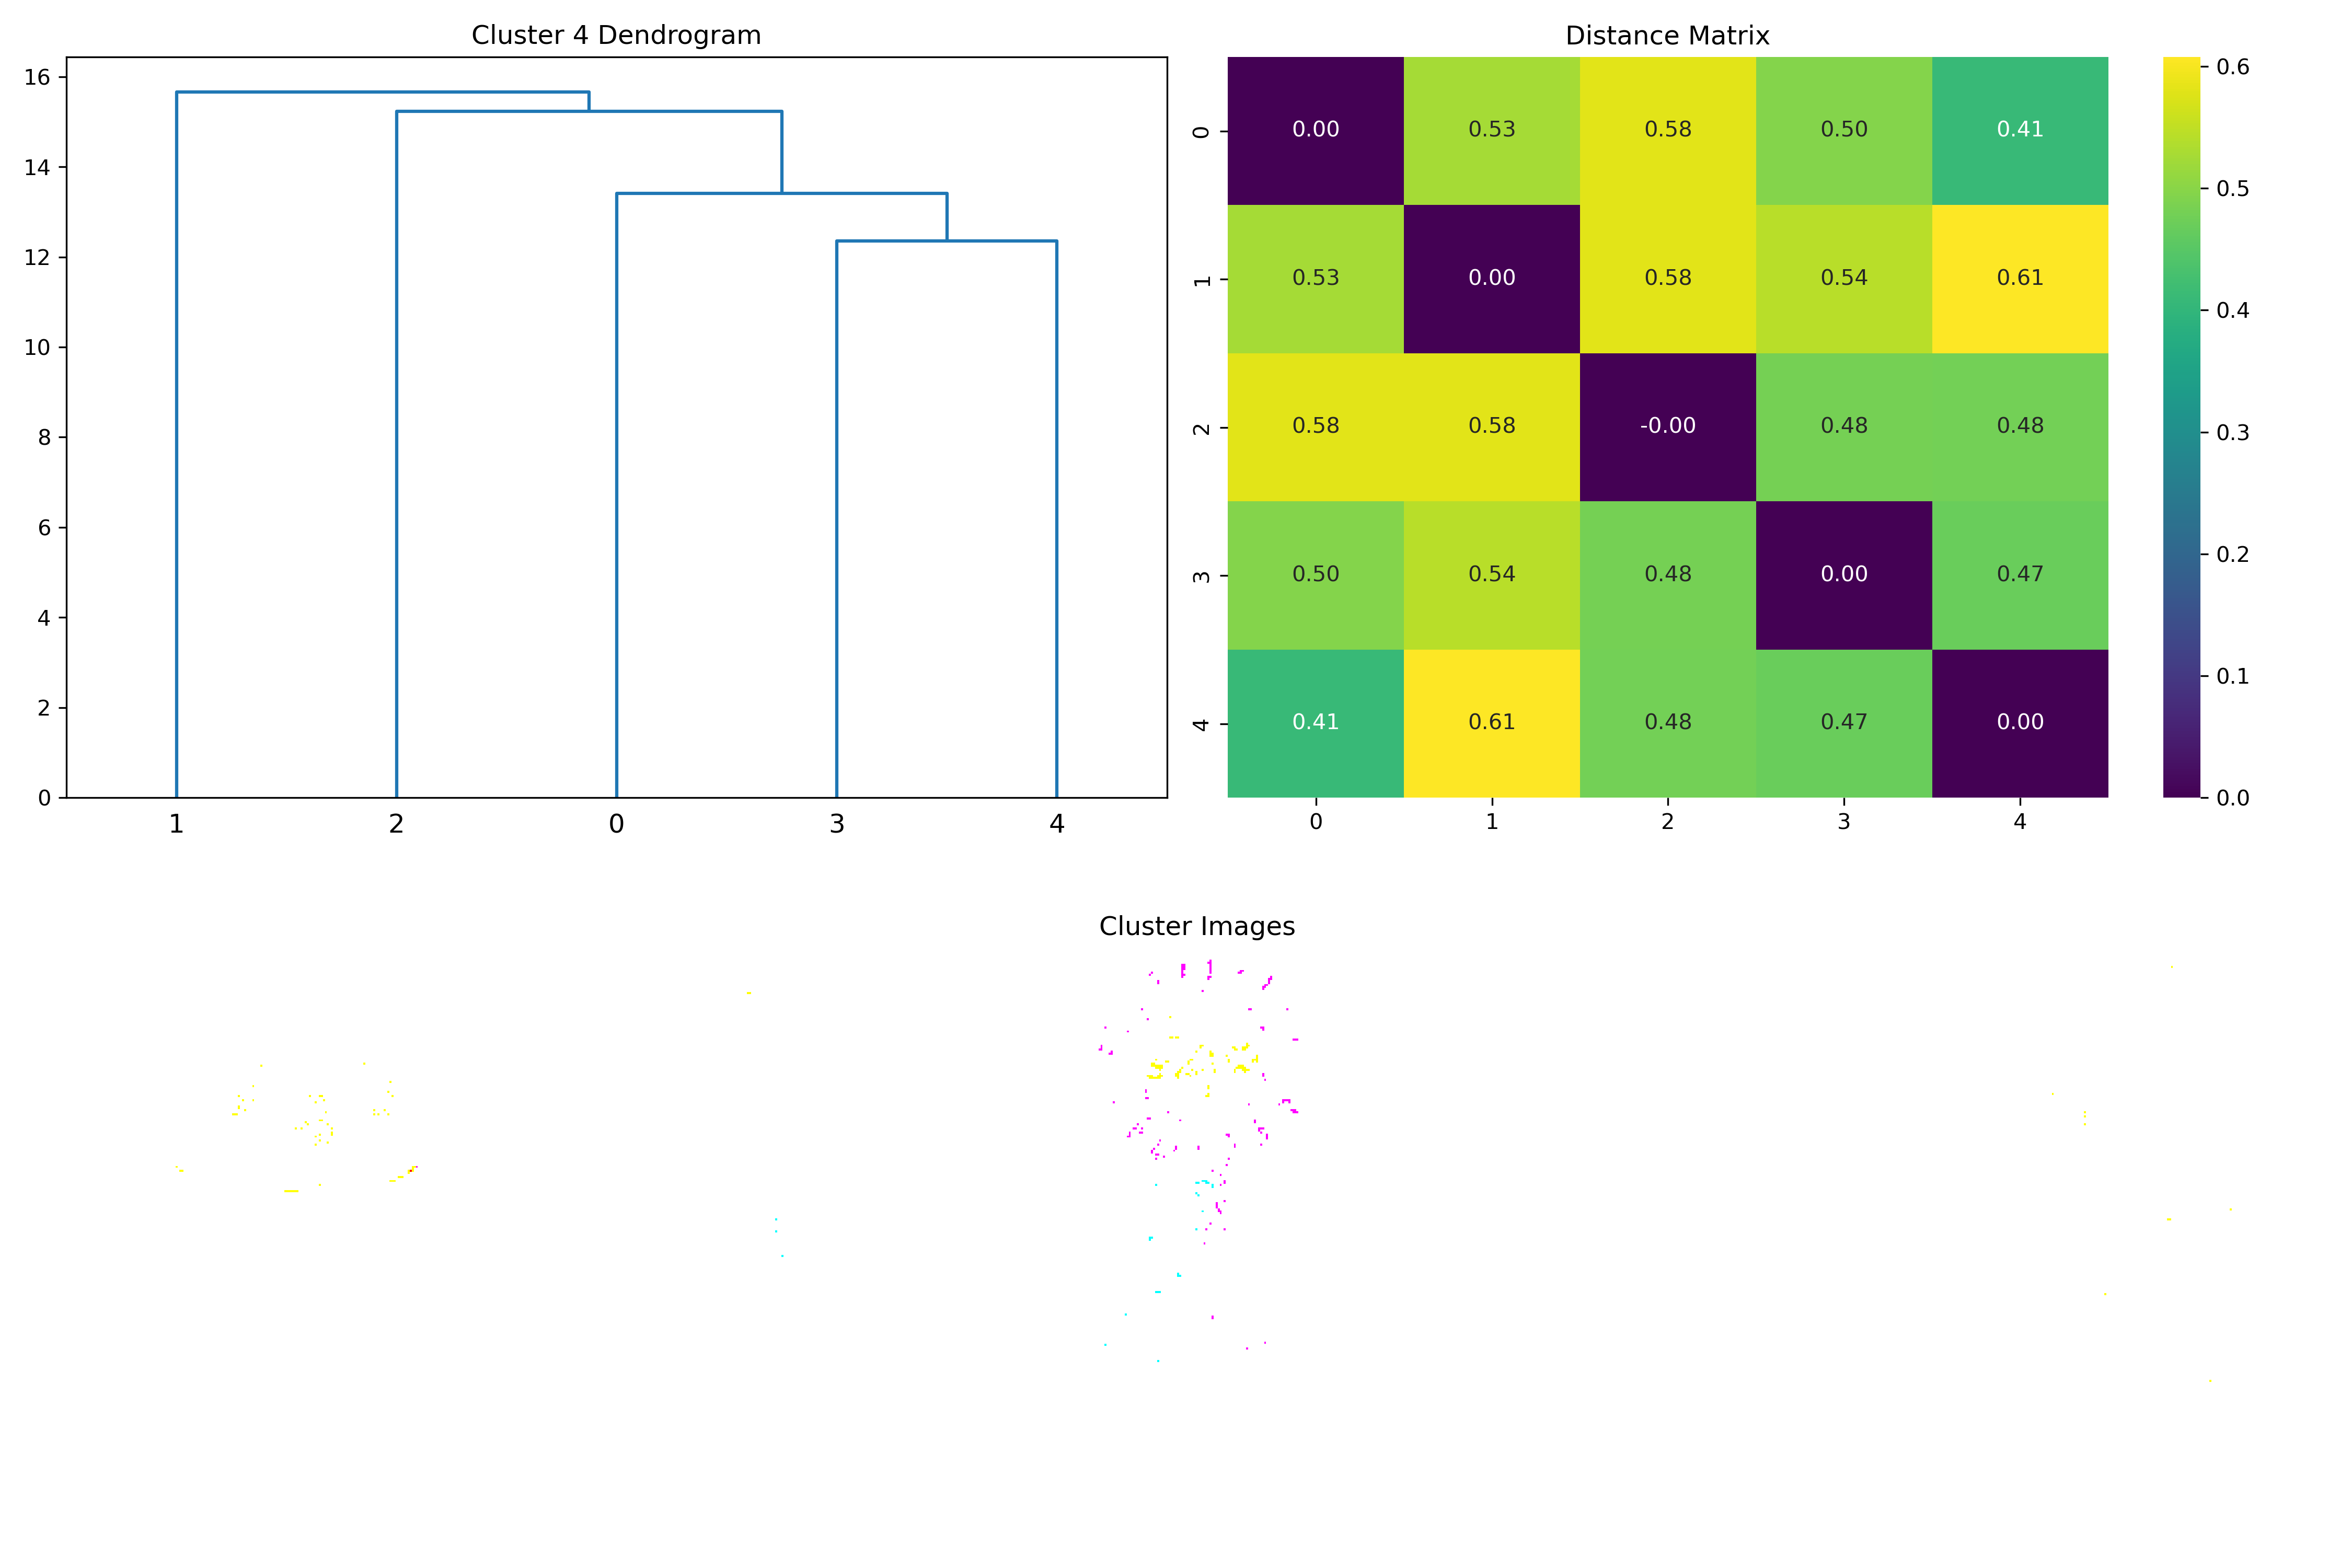 Cluster 4 Dendrogram
16
14
12
10
8
6
4
2
0
1 2 0 3 4
Distance Matrix
0 0.00 0.53 0.58 0.50 0.41
1 0.53 0.00 0.58 0.54 0.61
2 0.58 0.58 -0.00 0.48 0.48
3 0.50 0.54 0.48 0.00 0.47
4 0.41 0.61 0.48 0.47 0.00
0 1 2 3 4
0.6
0.5
0.4
0.3
0.2
0.1
0.0
Cluster Images